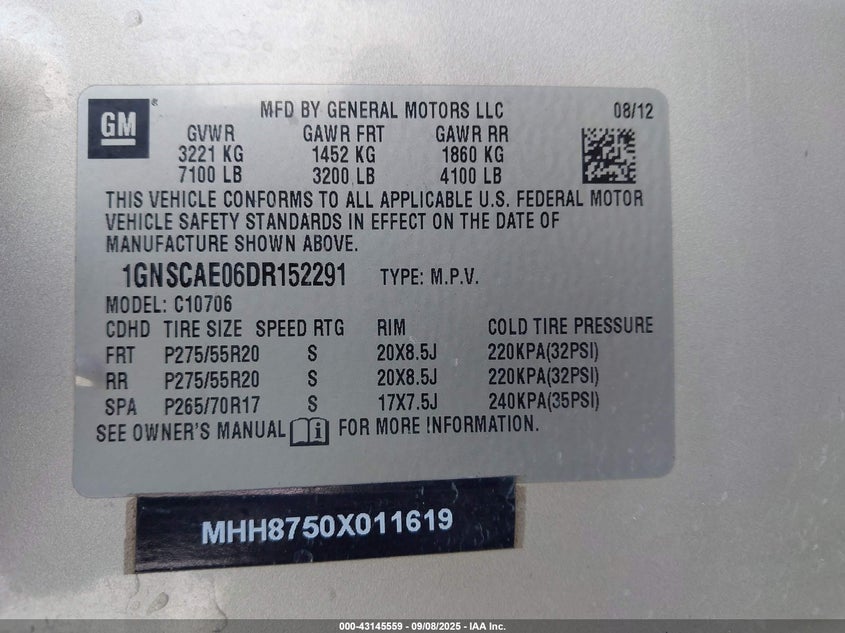 GM ® MFD BY GENERAL MOTORS LLC 08/12
GVWR GAWR FRT GAWR RR
3221 KG 1452 KG 1860 KG
7100 LB 3200 LB 4100 LB
THIS VEHICLE CONFORMS TO ALL APPLICABLE U.S. FEDERAL MOTOR
VEHICLE SAFETY STANDARDS IN EFFECT ON THE DATE OF
MANUFACTURE SHOWN ABOVE.
1GNSCAE06DR152291 TYPE: M.P.V.
MODEL: C10706
CDHD TIRE SIZE SPEED RTG RIM COLD TIRE PRESSURE
FRT P275/55R20 S 20X8.5J 220KPA(32PSI)
RR P275/55R20 S 20X8.5J 220KPA(32PSI)
SPA P265/70R17 S 17X7.5J 240KPA(35PSI)
SEE OWNER'S MANUAL i FOR MORE INFORMATION.
MHH8750X011619
000-43145559 - 09/08/2025 - IAA Inc.